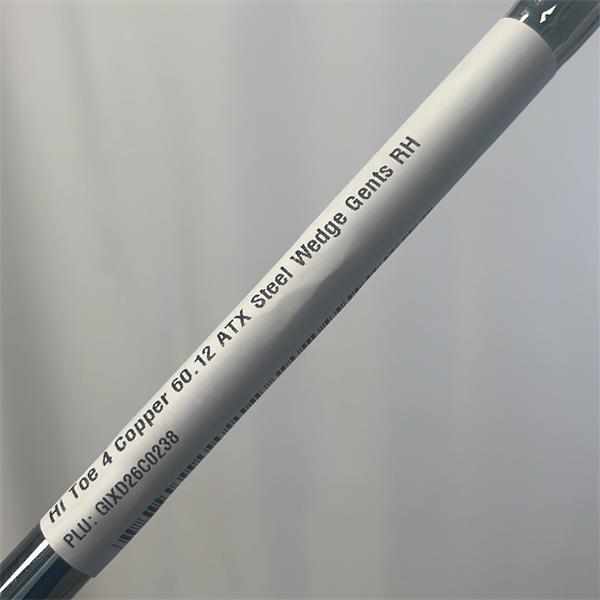 Hi Toe 4 Copper 60.12 ATX Steel Wedge Gents RH
PLU: GIXD26C0238